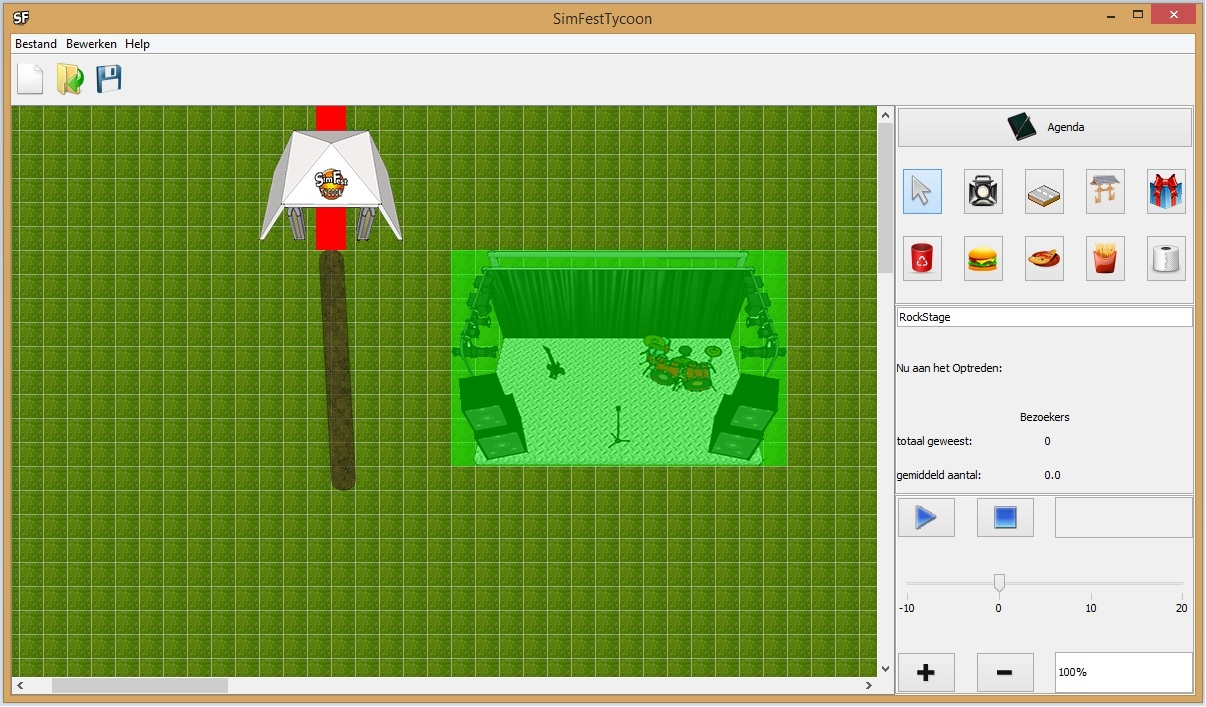 SF SimFestTycoon
Bestand Bewerken Help
SimFest
TYCOON
Agenda
RockStage
Nu aan het Optreden:
Bezoekers
totaal geweest: 0
gemiddeld aantal: 0.0
-10 0 10 20
100%